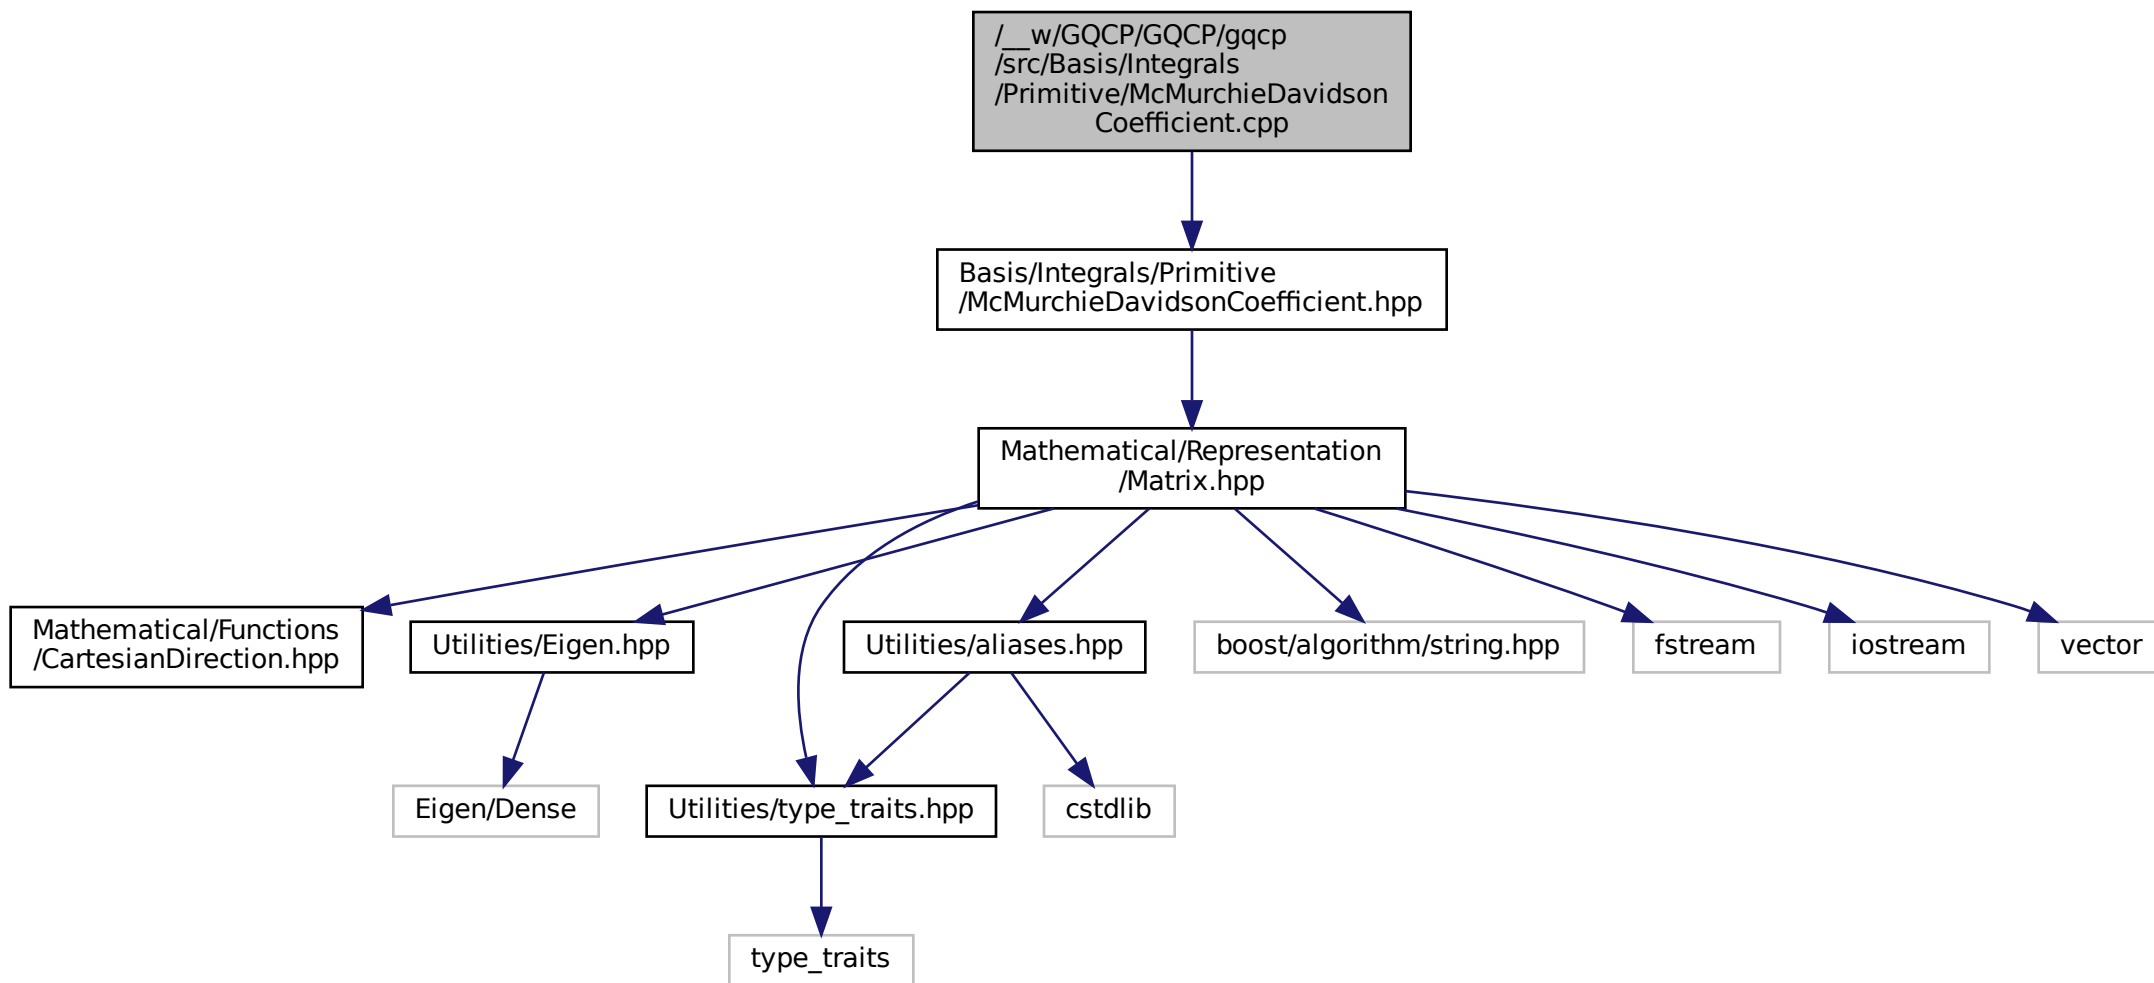 /__w/GQCP/GQCP/gqcp
/src/Basis/Integrals
/Primitive/McMurchieDavidson
Coefficient.cpp
Basis/Integrals/Primitive
/McMurchieDavidsonCoefficient.hpp
Mathematical/Representation
/Matrix.hpp
Mathematical/Functions
/CartesianDirection.hpp
Utilities/Eigen.hpp
Utilities/aliases.hpp
boost/algorithm/string.hpp
fstream
iostream
vector
Eigen/Dense
Utilities/type_traits.hpp
cstdlib
type_traits